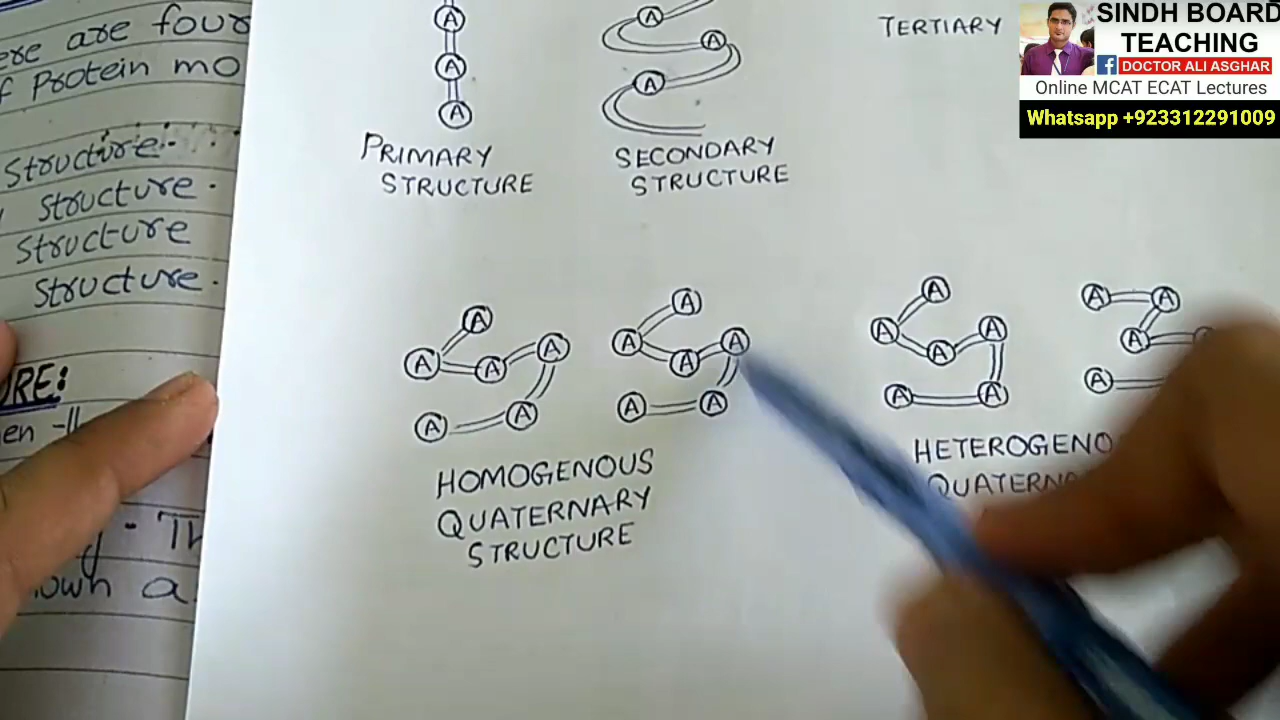 ere are four
f Protein mo
Structure.
Structure.
Structure
Structure.
RE:
en
Th
own a
A
A
A
PRIMARY
STRUCTURE
A
A
A
SECONDARY
STRUCTURE
TERTIARY
SINDH BOARD
TEACHING
f DOCTOR ALI ASGHAR
Online MCAT ECAT Lectures
Whatsapp +923312291009
A
A A A
A A
HOMOGENOUS
QUATERNARY
STRUCTURE
A
A A A
A A
A
A A A
A A
HETEROGENO
QUATERNA
A A
A
A